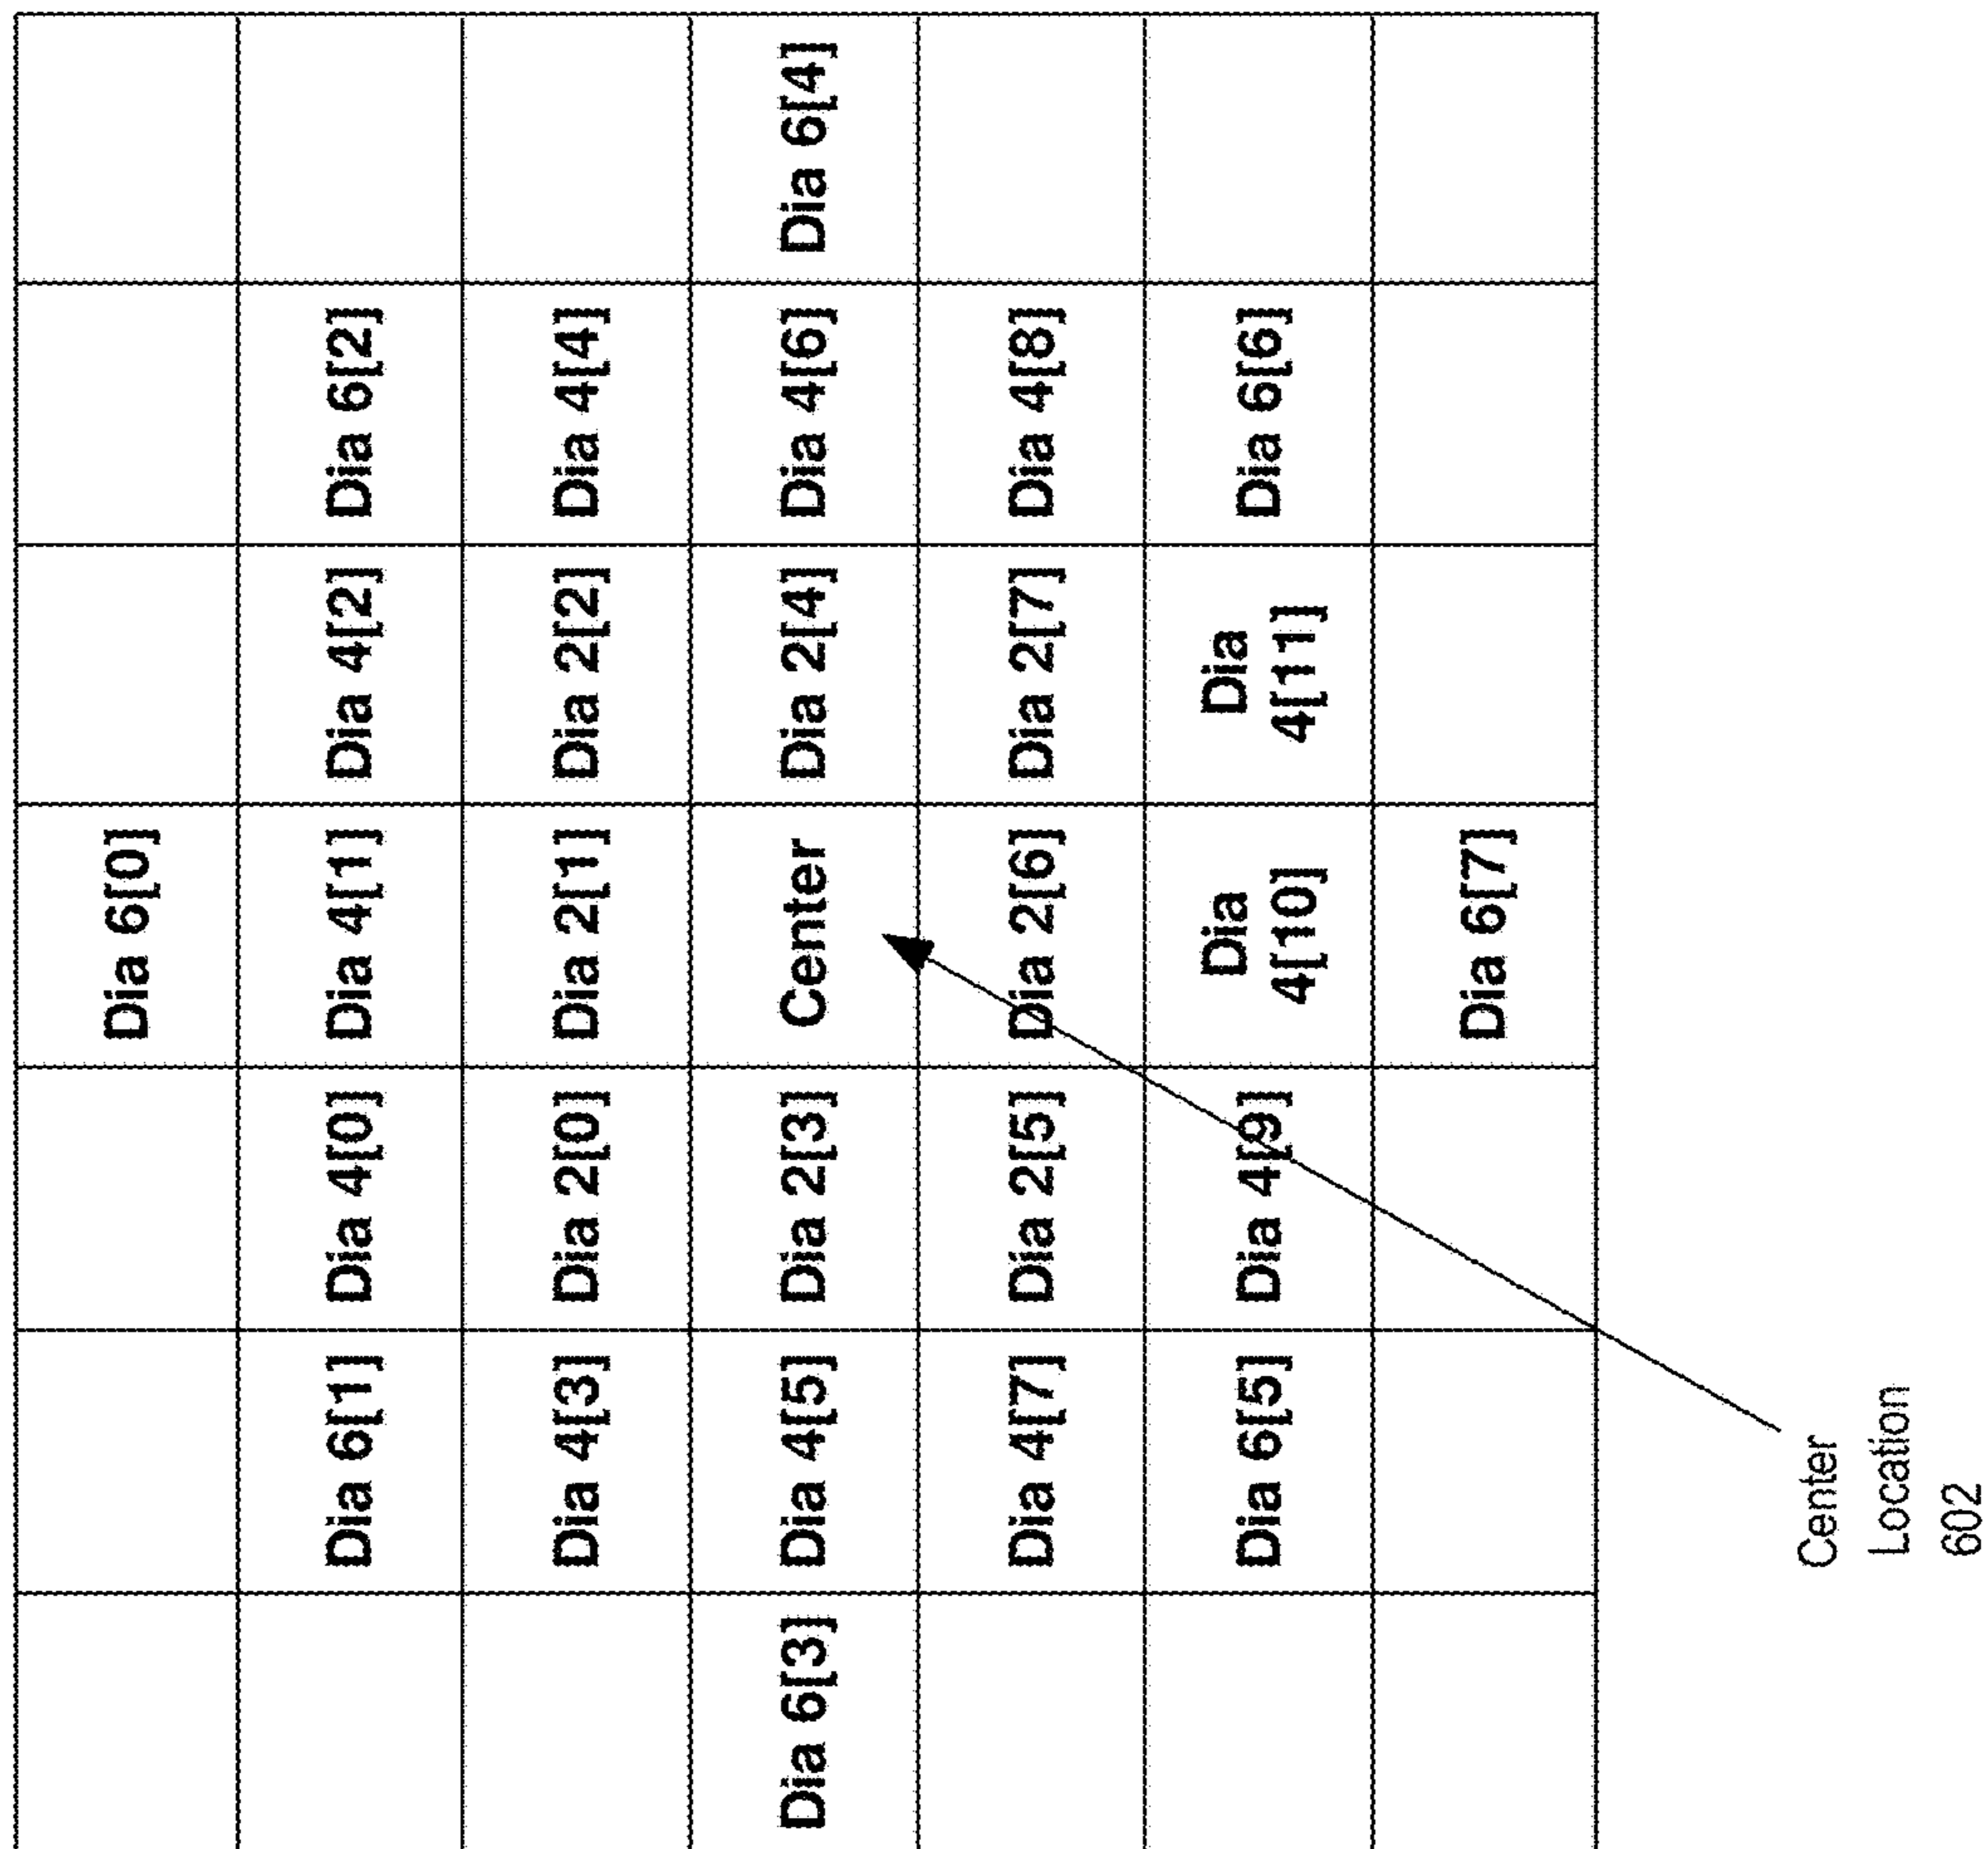 Dia 6[0]
Dia 6[1]
Dia 4[0]
Dia 4[1]
Dia 4[2]
Dia 6[2]
Dia 4[3]
Dia 2[0]
Dia 2[1]
Dia 2[2]
Dia 4[4]
Dia 6[3]
Dia 4[5]
Dia 2[3]
Center
Dia 2[4]
Dia 4[6]
Dia 6[4]
Dia 4[7]
Dia 2[5]
Dia 2[6]
Dia 2[7]
Dia 4[8]
Dia 6[5]
Dia 4[9]
Dia
4[10]
Dia
4[11]
Dia 6[6]
Dia 6[7]
Center
Location
602